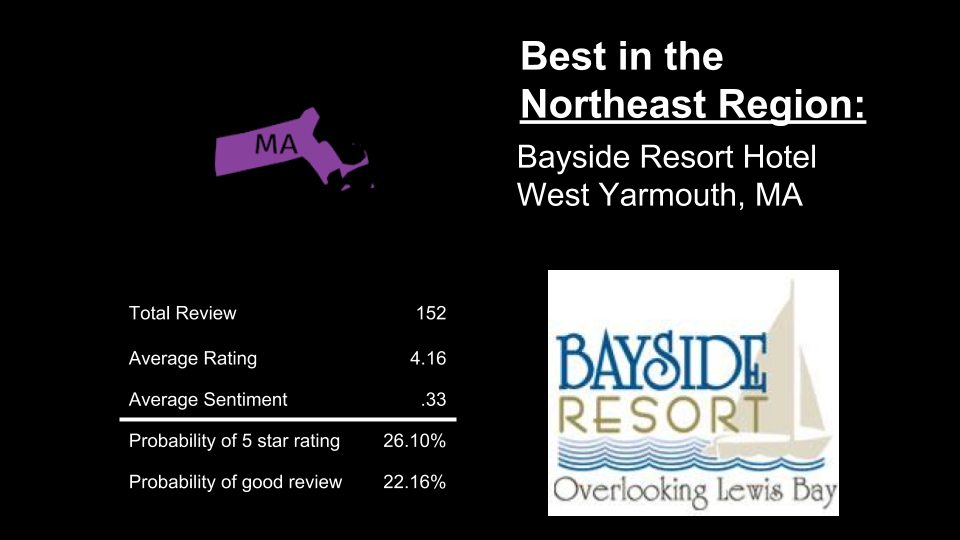 Best in the
Northeast Region:
Bayside Resort Hotel
West Yarmouth, MA
MA
Total Review 152
Average Rating 4.16
Average Sentiment .33
Probability of 5 star rating 26.10%
Probability of good review 22.16%
BAYSIDE
RESORT
Overlooking Lewis Bay